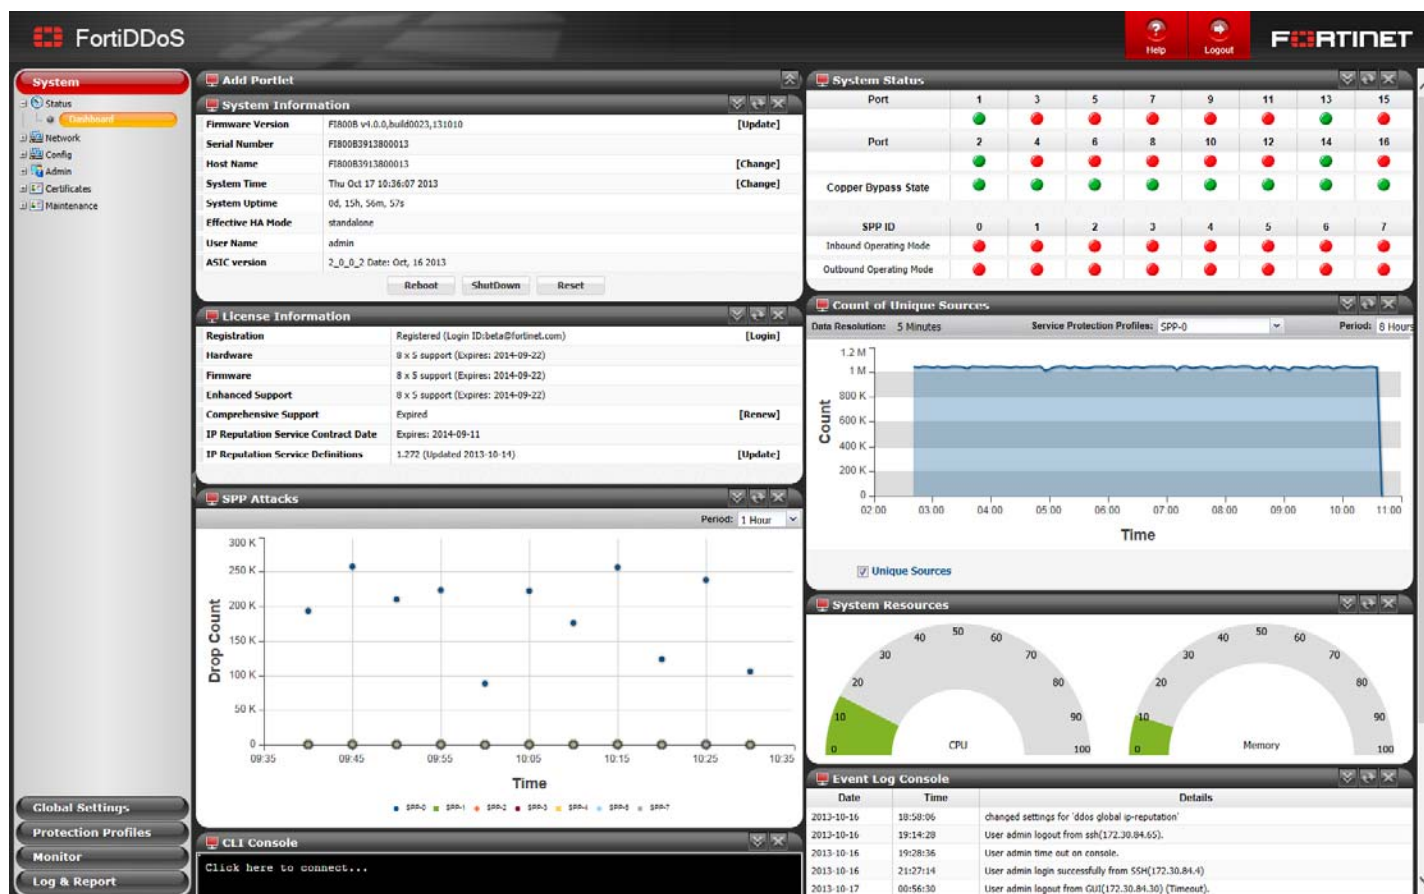 FortiDDoS
Help
Logout
FORTINET
System
Status
Dashboard
Network
Config
Admin
Certificates
Maintenance
Global Settings
Protection Profiles
Monitor
Log & Report
Add Portlet
System Information
Firmware Version FI800B v4.0.0,build0023,131010 [Update]
Serial Number FI800B3913800013
Host Name FI800B3913800013 [Change]
System Time Thu Oct 17 10:36:07 2013 [Change]
System Uptime 0d, 15h, 56m, 57s
Effective HA Mode standalone
User Name admin
ASIC version 2_0_0_2 Date: Oct, 16 2013
Reboot ShutDown Reset
License Information
Registration Registered (Login ID:beta@fortinet.com) [Login]
Hardware 8 x 5 support (Expires: 2014-09-22)
Firmware 8 x 5 support (Expires: 2014-09-22)
Enhanced Support 8 x 5 support (Expires: 2014-09-22)
Comprehensive Support Expired [Renew]
IP Reputation Service Contract Date Expires: 2014-09-11
IP Reputation Service Definitions 1.272 (Updated 2013-10-14) [Update]
SPP Attacks
Period: 1 Hour
300 K
250 K
200 K
150 K
100 K
50 K
0
Drop Count
09:35 09:45 09:55 10:05 10:15 10:25 10:35
Time
SPP-0 SPP-1 SPP-2 SPP-3 SPP-4 SPP-6 SPP-7
CLI Console
Click here to connect...
System Status
Port 1 3 5 7 9 11 13 15
Port 2 4 6 8 10 12 14 16
Copper Bypass State
SPP ID 0 1 2 3 4 5 6 7
Inbound Operating Mode
Outbound Operating Mode
Count of Unique Sources
Data Resolution: 5 Minutes Service Protection Profiles: SPP-0 Period: 8 Hours
1.2 M
1 M
800 K
600 K
400 K
200 K
0
Count
02:00 03:00 04:00 05:00 06:00 07:00 08:00 09:00 10:00 11:00
Time
Unique Sources
System Resources
0 10 20 30 40 50 60 70 80 90 100
CPU
0 10 20 30 40 50 60 70 80 90 100
Memory
Event Log Console
Date Time Details
2013-10-16 18:58:06 changed settings for 'ddos global ip-reputation'
2013-10-16 19:14:28 User admin logout from ssh(172.30.84.65).
2013-10-16 19:28:36 User admin time out on console.
2013-10-16 21:27:14 User admin login successfully from SSH(172.30.84.4)
2013-10-17 00:56:30 User admin logout from GUI(172.30.84.30) (Timeout).